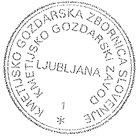 KMETIJSKO GOZDARSKA ZBORNICA SLOVENIJE
KMETIJSKO GOZDARSKI ZAVOD
LJUBLJANA
1
*